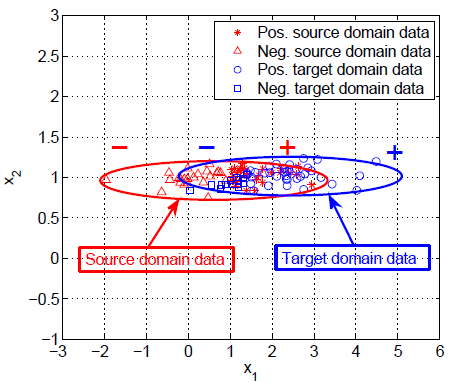 3
2.5
2
1.5
1
0.5
0
−0.5
−1
x2
Pos. source domain data
Neg. source domain data
Pos. target domain data
Neg. target domain data
− − + +
Source domain data
Target domain data
−3 −2 −1 0 1 2 3 4 5 6
x1